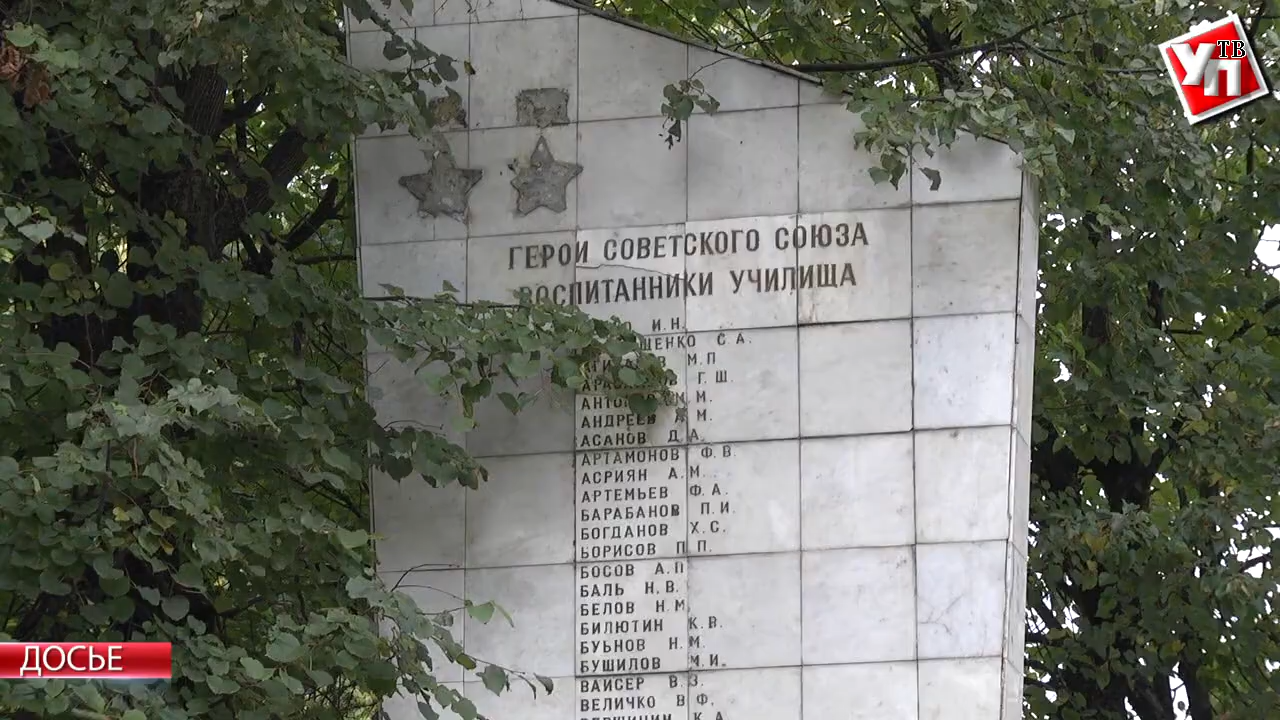 УП
ТВ
ГЕРОИ СОВЕТСКОГО СОЮЗА
ВОСПИТАННИКИ УЧИЛИЩА
И.Н.
С.А.
М.П
Г.Ш.
М.
АНДРЕЕВ А.М.
АСАНОВ Д.А.
АРТАМОНОВ Ф.В.
АСРИЯН А.М.
АРТЕМЬЕВ Ф.А.
БАРАБАНОВ П.И.
БОГДАНОВ Х.С.
БОРИСОВ П.П.
БОСОВ А.П
БАЛЬ Н.В.
БЕЛОВ Н.М.
БИЛЮТИН К.В.
БУЬНОВ Н.М.
БУШИЛОВ М.И.
ВАЙСЕР В.З.
ВЕЛИЧКО В.Ф.
К.А.
ДОСЬЕ